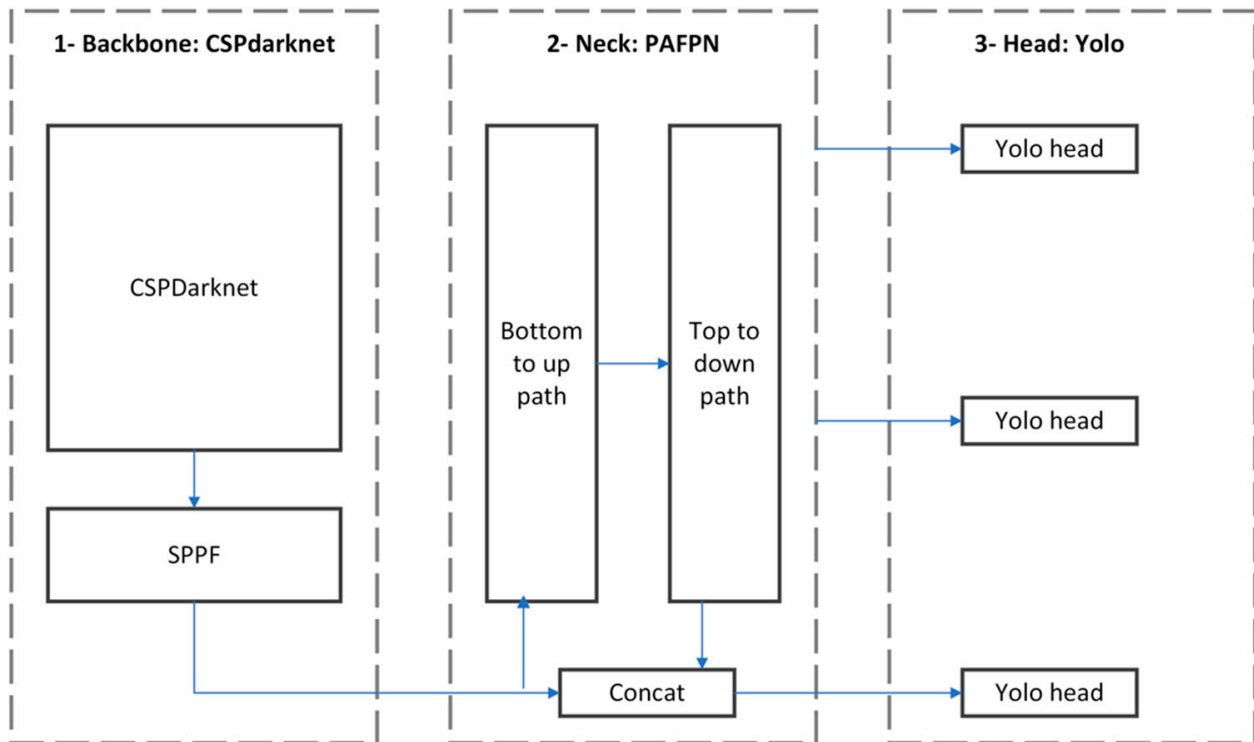 1- Backbone: CSPdarknet
CSPDarknet
SPPF
2- Neck: PAFPN
Bottom
to up
path
Top to
down
path
Concat
3- Head: Yolo
Yolo head
Yolo head
Yolo head